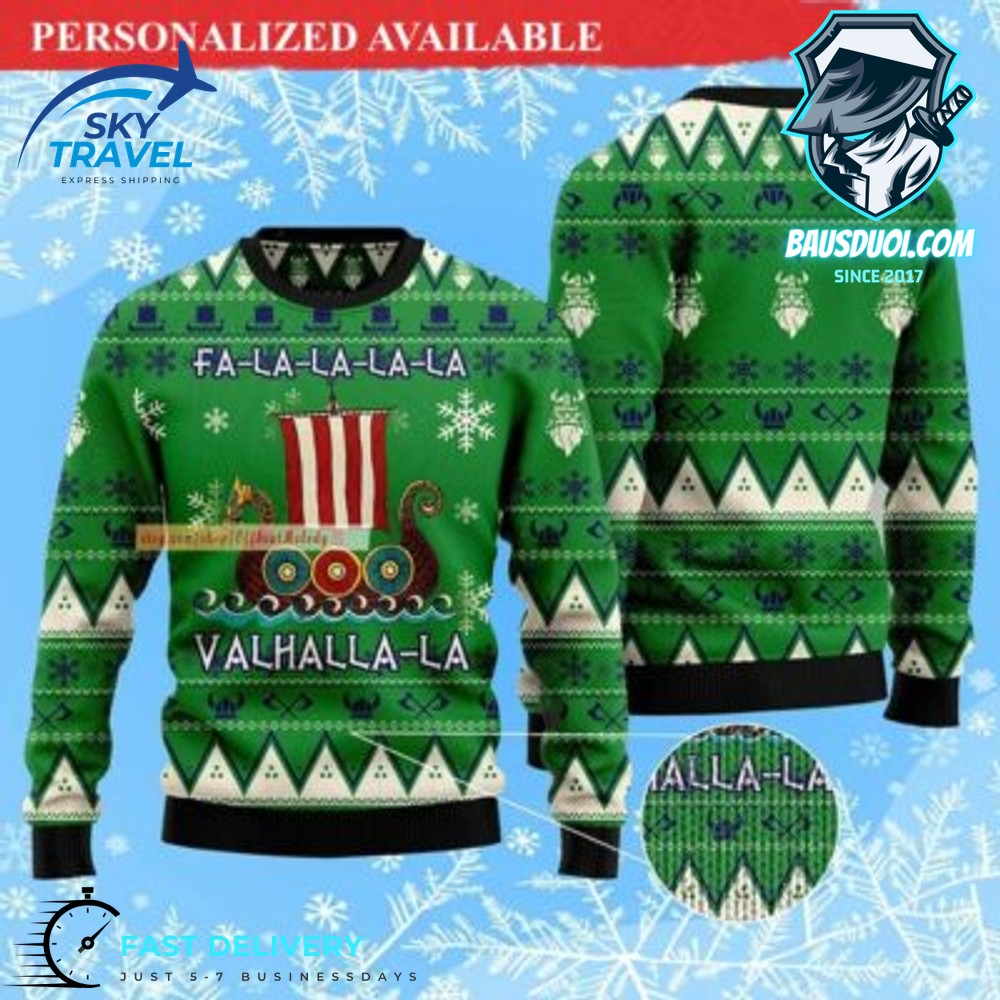 PERSONALIZED AVAILABLE
SKY
TRAVEL
EXPRESS SHIPPING
BAUSDUOI.COM
SINCE 2017
FA-LA-LA-LA-LA
VALHALLA-LA
HALLA-LA
FAST DELIVERY
JUST 5-7 BUSINESSDAYS